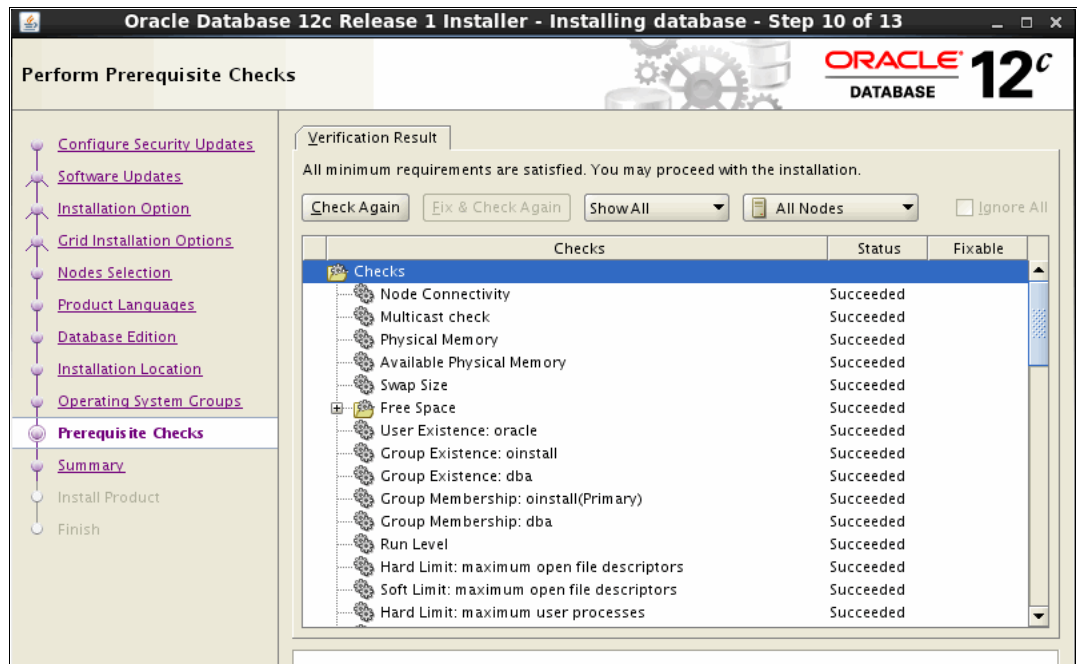 Oracle Database 12c Release 1 Installer - Installing database - Step 10 of 13
Perform Prerequisite Checks
ORACLE 12c
DATABASE
Configure Security Updates
Software Updates
Installation Option
Grid Installation Options
Nodes Selection
Product Languages
Database Edition
Installation Location
Operating System Groups
Prerequisite Checks
Summary
Install Product
Finish
Verification Result
All minimum requirements are satisfied. You may proceed with the installation.
Check Again Fix & Check Again Show All All Nodes Ignore All
Checks Status Fixable
Checks
Node Connectivity Succeeded
Multicast check Succeeded
Physical Memory Succeeded
Available Physical Memory Succeeded
Swap Size Succeeded
Free Space Succeeded
User Existence: oracle Succeeded
Group Existence: oinstall Succeeded
Group Existence: dba Succeeded
Group Membership: oinstall(Primary) Succeeded
Group Membership: dba Succeeded
Run Level Succeeded
Hard Limit: maximum open file descriptors Succeeded
Soft Limit: maximum open file descriptors Succeeded
Hard Limit: maximum user processes Succeeded